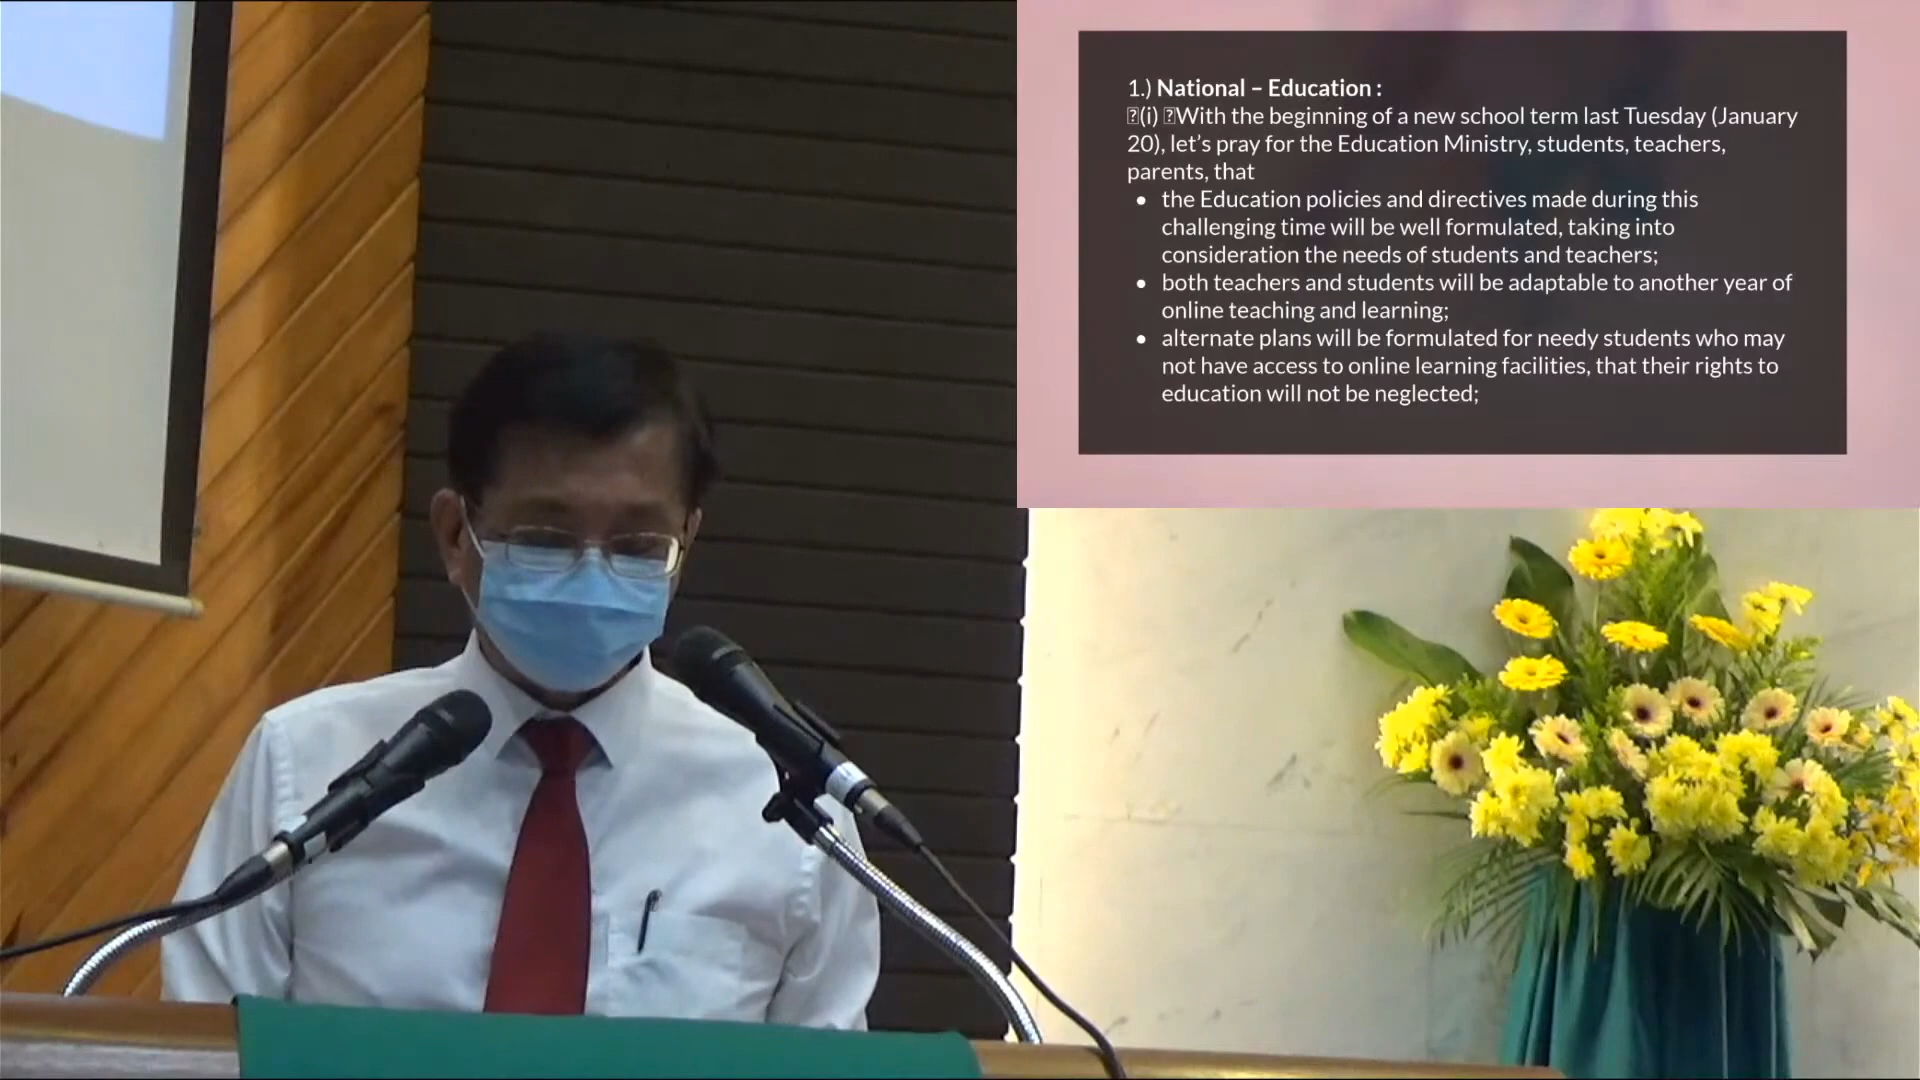 1.) National – Education :
(i) With the beginning of a new school term last Tuesday (January
20), let’s pray for the Education Ministry, students, teachers,
parents, that
• the Education policies and directives made during this
challenging time will be well formulated, taking into
consideration the needs of students and teachers;
• both teachers and students will be adaptable to another year of
online teaching and learning;
• alternate plans will be formulated for needy students who may
not have access to online learning facilities, that their rights to
education will not be neglected;